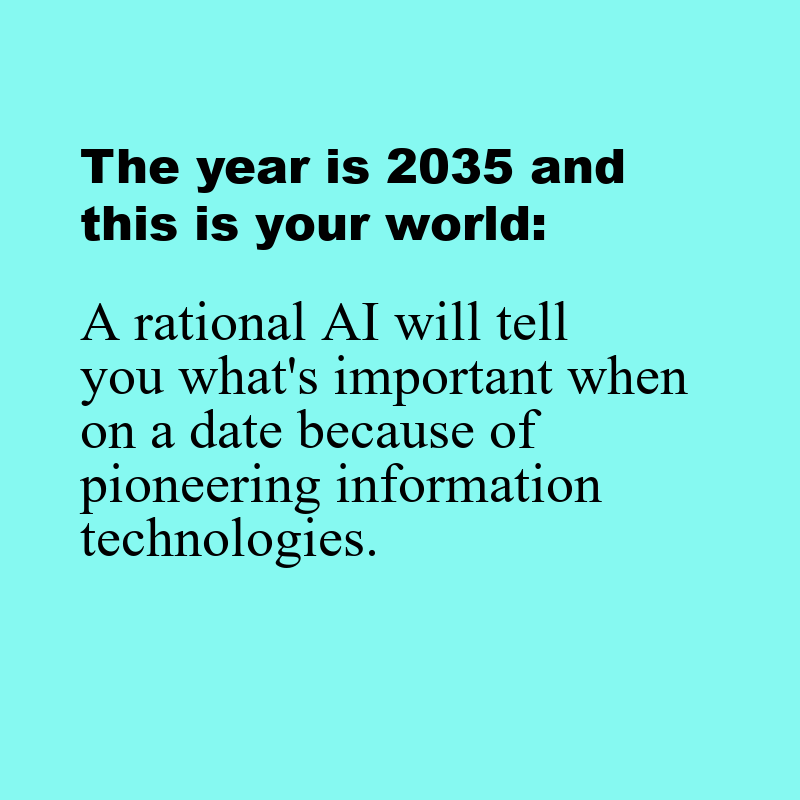 The year is 2035 and
this is your world:
A rational AI will tell
you what's important when
on a date because of
pioneering information
technologies.